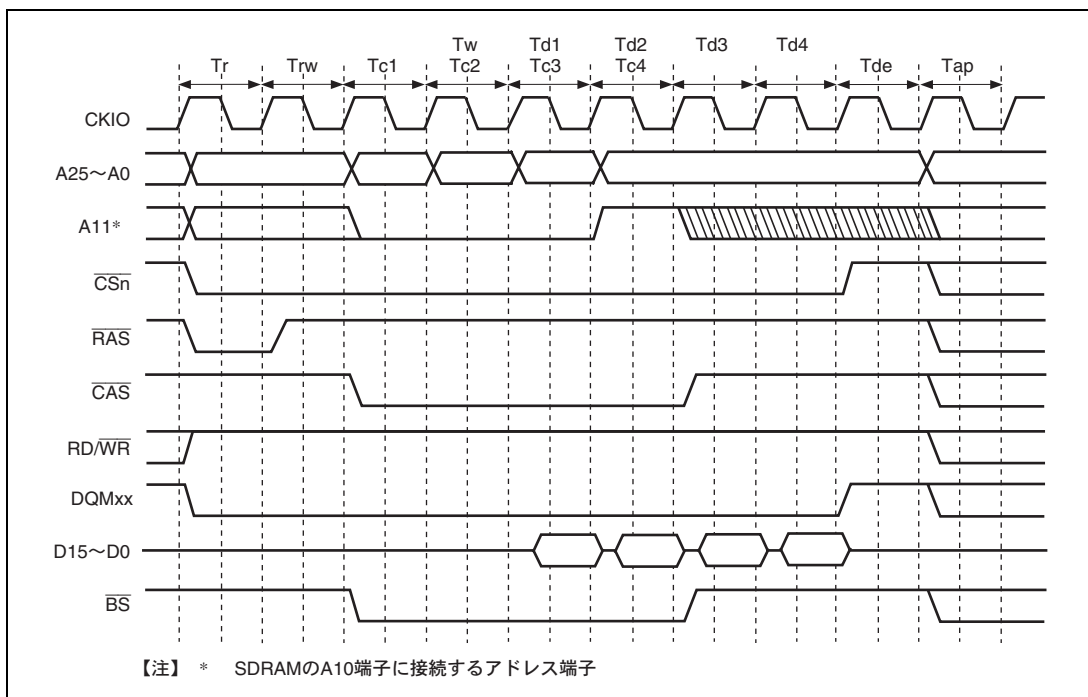 Tw Td1 Td2 Td3 Td4
Tr Trw Tc1 Tc2 Tc3 Tc4 Tde Tap
CKIO
A25～A0
A11*
CSn
RAS
CAS
RD/WR
DQMxx
D15～D0
BS
【注】 * SDRAMのA10端子に接続するアドレス端子